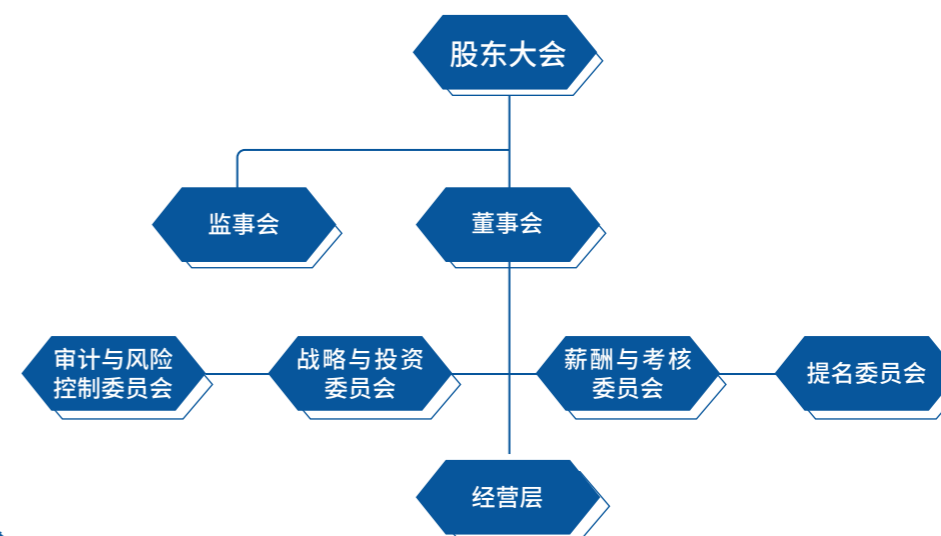 股东大会
监事会
董事会
审计与风险
控制委员会
战略与投资
委员会
薪酬与考核
委员会
提名委员会
经营层